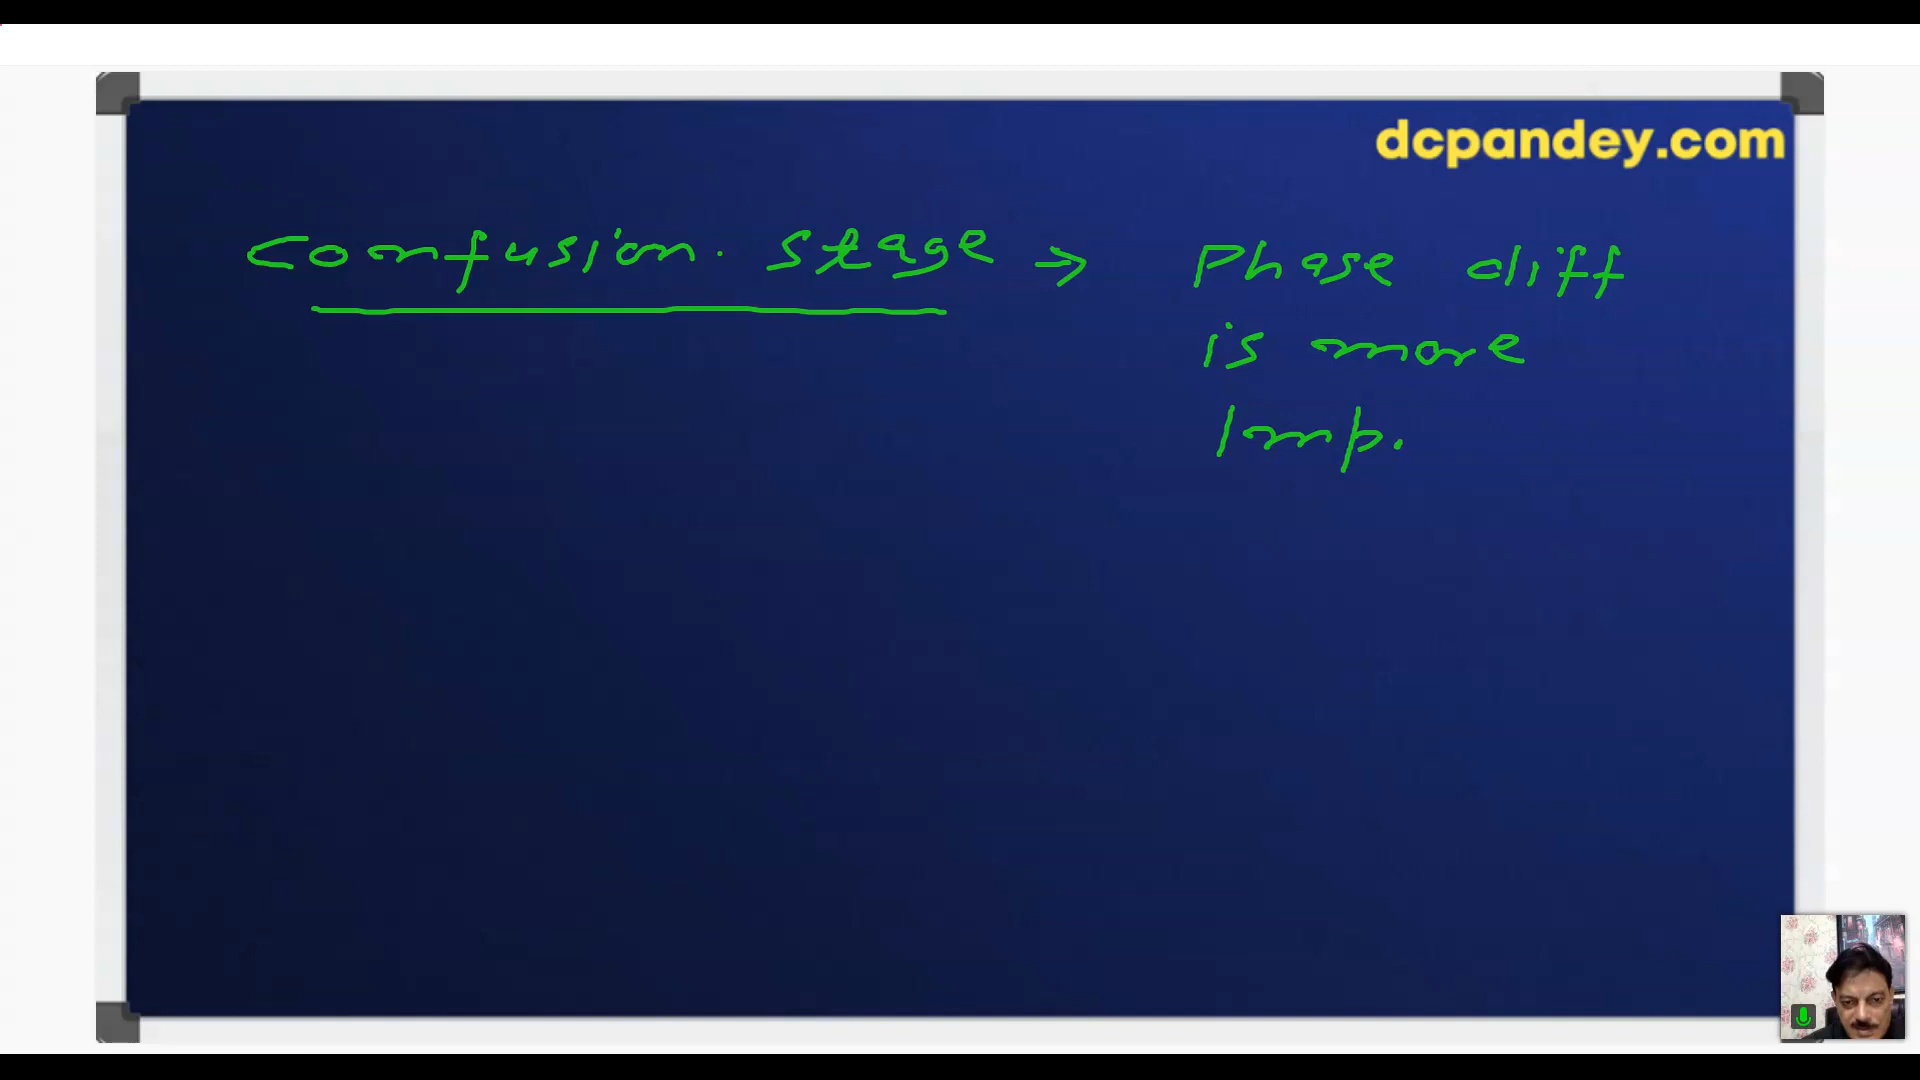 dcpandey.com
confusion. stage → Phase diff
is more
Imp.